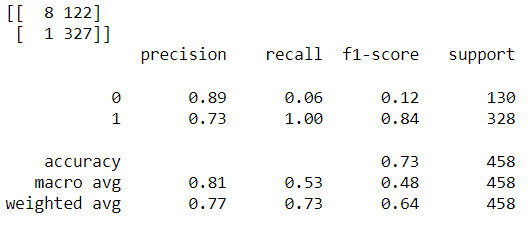 [[  8 122]
 [  1 327]]
              precision    recall  f1-score   support

           0       0.89      0.06      0.12       130
           1       0.73      1.00      0.84       328

    accuracy                           0.73       458
   macro avg       0.81      0.53      0.48       458
weighted avg       0.77      0.73      0.64       458